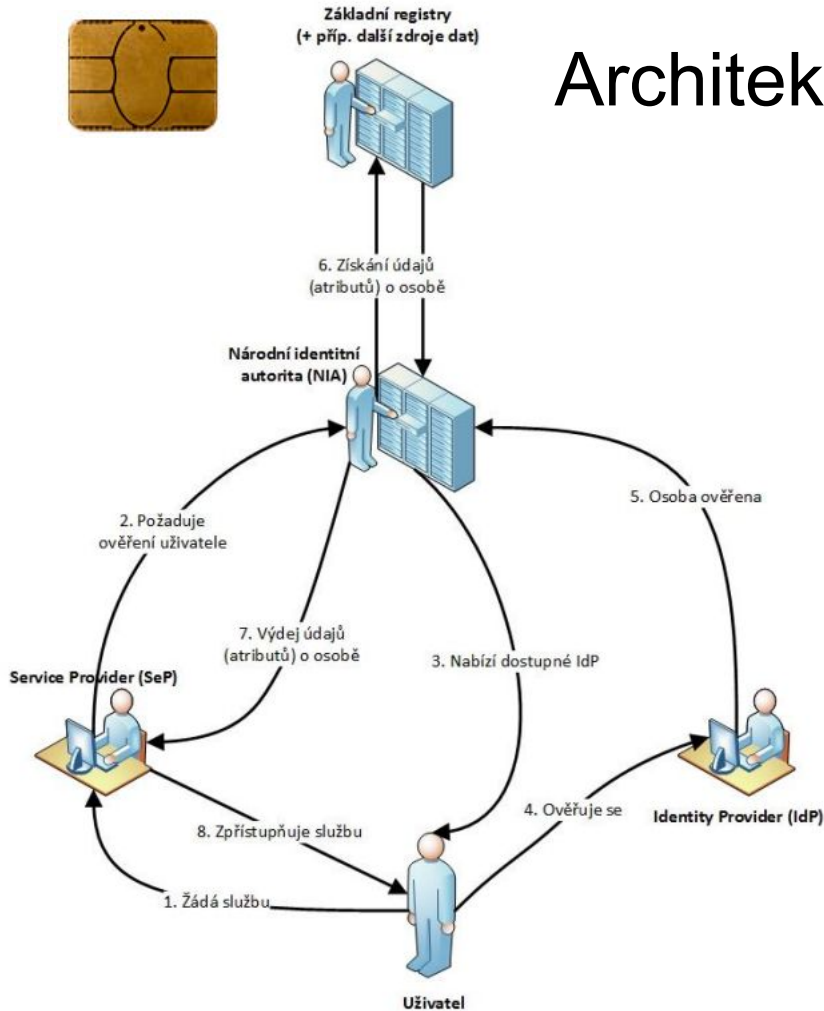 Základní registry
(+ příp. další zdroje dat)
Architek
6. Získání údajů
(atributů) o osobě
Národní identitní
autorita (NIA)
5. Osoba ověřena
2. Požaduje
ověření uživatele
7. Výdej údajů
(atributů) o osobě
3. Nabízí dostupné IdP
Service Provider (SeP)
4. Ověřuje se
Identity Provider (IdP)
8. Zpřístupňuje službu
1. Žádá službu
Uživatel